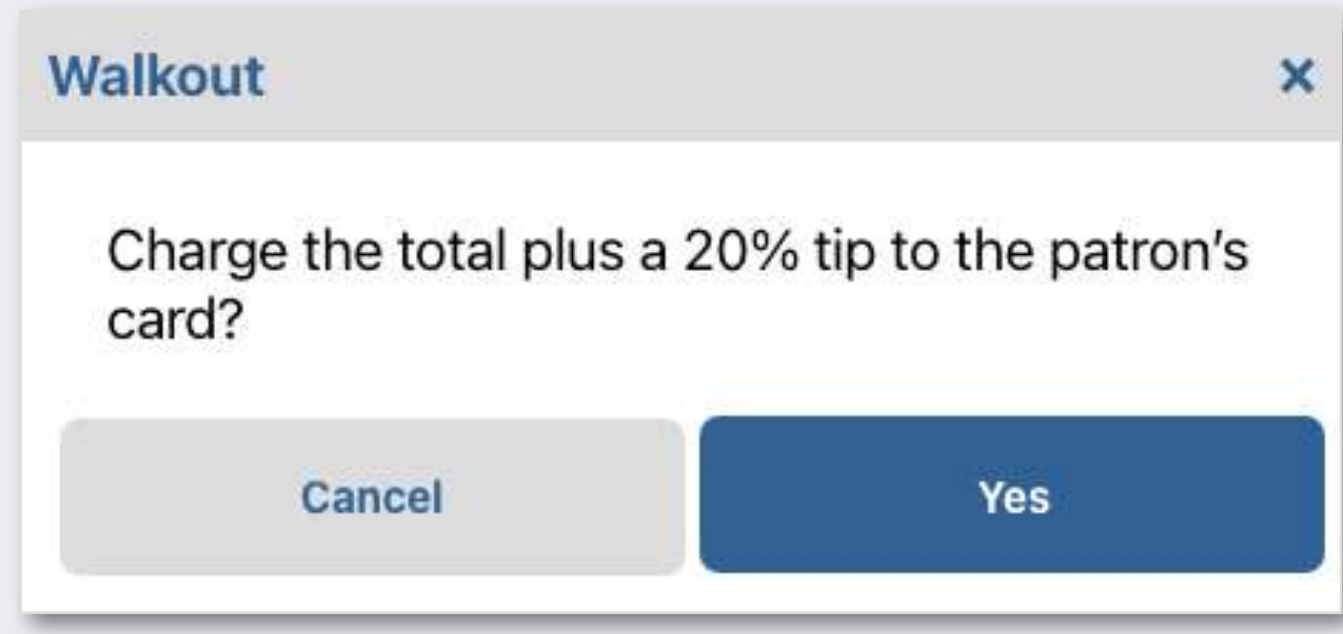 Walkout ×
Charge the total plus a 20% tip to the patron’s
card?
Cancel Yes